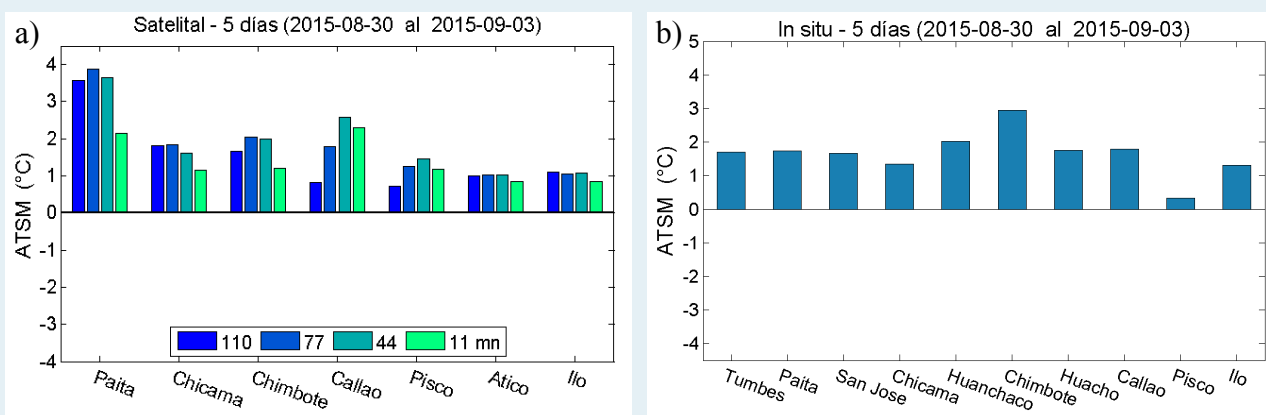 a)
Satelital - 5 días (2015-08-30 al 2015-09-03)
ATSM (°C)
4
3
2
1
0
-1
-2
-3
-4
110 77 44 11 mn
Paita Chicama Chimbote Callao Pisco Atico Ilo
b)
In situ - 5 días (2015-08-30 al 2015-09-03)
ATSM (°C)
5
4
3
2
1
0
-1
-2
-3
-4
Tumbes Paita San Jose Chicama Huanchaco Chimbote Huacho Callao Pisco Ilo